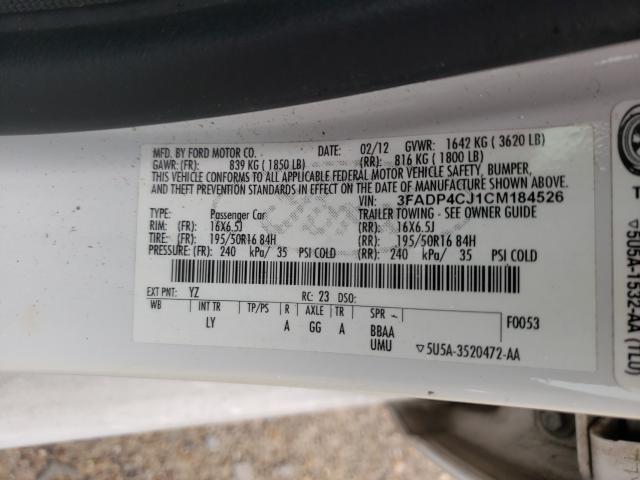 MFD. BY FORD MOTOR CO. DATE: 02/12 GVWR: 1642 KG ( 3620 LB)
GAWR: (FR): 839 KG ( 1850 LB) (RR): 816 KG ( 1800 LB)
THIS VEHICLE CONFORMS TO ALL APPLICABLE FEDERAL MOTOR VEHICLE SAFETY, BUMPER,
AND THEFT PREVENTION STANDARDS IN EFFECT ON THE DATE OF MANUFACTURE SHOWN ABOVE.
VIN: 3FADP4CJ1CM184526
TYPE: Passenger Car TRAILER TOWING - SEE OWNER GUIDE
RIM: (FR): 16X6.5J (RR): 16X6.5J
TIRE: (FR): 195/50R16 84H (RR): 195/50R16 84H
PRESSURE: (FR): 240 kPa/ 35 PSI COLD (RR): 240 kPa/ 35 PSI COLD
EXT PNT: YZ RC: 23 DSO:
WB INT TR TP/PS R AXLE TR SPR F0053
LY A GG A BBAA
UMU ▽5U5A-3520472-AA
▽5U5A-1532-AA (TLD)